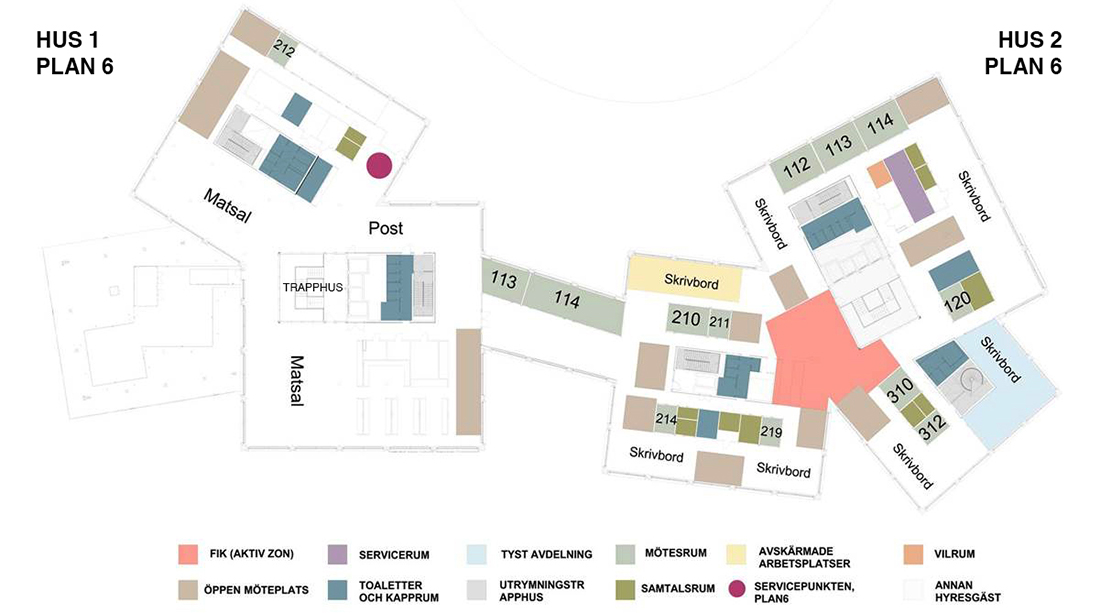 HUS 1
PLAN 6
HUS 2
PLAN 6
212
Matsal
Post
TRAPPHUS
Matsal
113
114
Skrivbord
210
211
214
219
Skrivbord
Skrivbord
112
113
114
Skrivbord
Skrivbord
120
Skrivbord
310
312
Skrivbord
FIK (AKTIV ZON)
SERVICERUM
TYST AVDELNING
MÖTESRUM
AVSKÄRMADE
ARBETSPLATSER
VILRUM
ÖPPEN MÖTEPLATS
TOALETTER
OCH KAPPRUM
UTRYMNINGSTR
APPHUS
SAMTALSRUM
SERVICEPUNKTEN,
PLAN6
ANNAN
HYRESGÄST